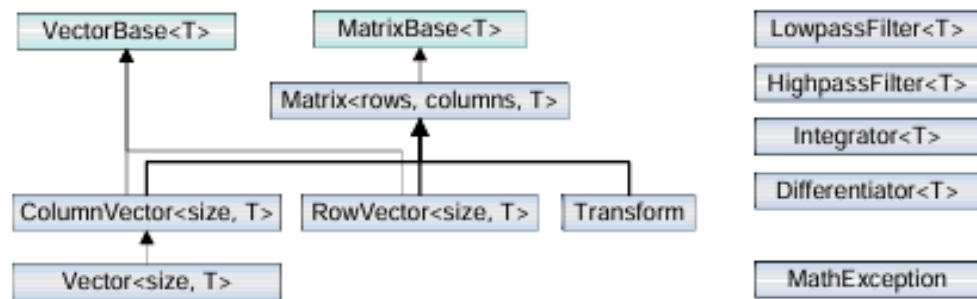 VectorBase<T>
MatrixBase<T>
LowpassFilter<T>
Matrix<rows, columns, T>
HighpassFilter<T>
Integrator<T>
Differentiator<T>
ColumnVector<size, T>
RowVector<size, T>
Transform
Vector<size, T>
MathException